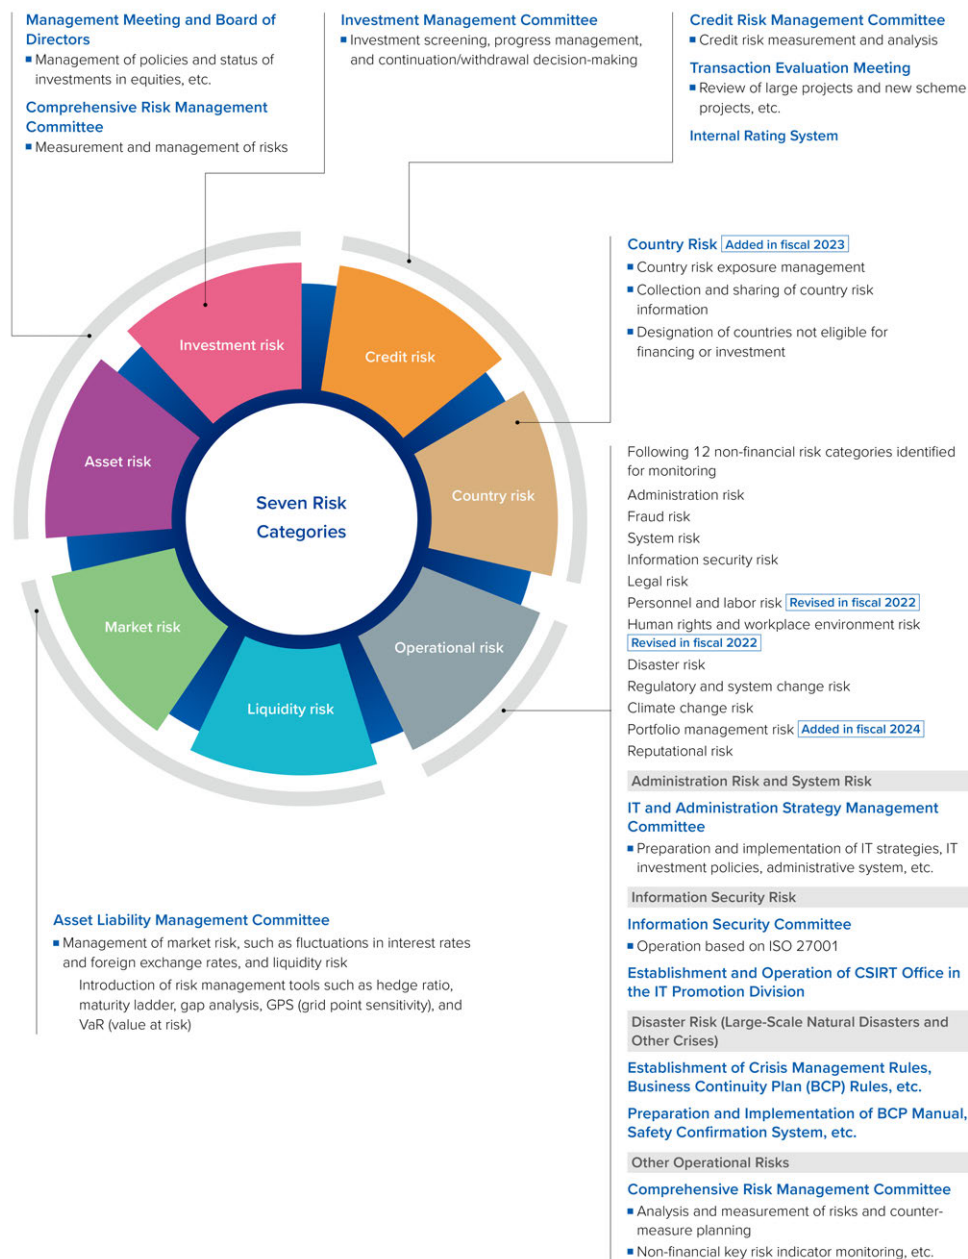 Management Meeting and Board of
Directors
■ Management of policies and status of
investments in equities, etc.
Comprehensive Risk Management
Committee
■ Measurement and management of risks
Investment Management Committee
■ Investment screening, progress management,
and continuation/withdrawal decision-making
Credit Risk Management Committee
■ Credit risk measurement and analysis
Transaction Evaluation Meeting
■ Review of large projects and new scheme
projects, etc.
Internal Rating System
Investment risk
Credit risk
Asset risk
Country risk
Seven Risk
Categories
Market risk
Operational risk
Liquidity risk
Country Risk Added in fiscal 2023
■ Country risk exposure management
■ Collection and sharing of country risk
information
■ Designation of countries not eligible for
financing or investment
Following 12 non-financial risk categories identified
for monitoring
Administration risk
Fraud risk
System risk
Information security risk
Legal risk
Personnel and labor risk Revised in fiscal 2022
Human rights and workplace environment risk
Revised in fiscal 2022
Disaster risk
Regulatory and system change risk
Climate change risk
Portfolio management risk Added in fiscal 2024
Reputational risk
Administration Risk and System Risk
IT and Administration Strategy Management
Committee
■ Preparation and implementation of IT strategies, IT
investment policies, administrative system, etc.
Information Security Risk
Information Security Committee
■ Operation based on ISO 27001
Establishment and Operation of CSIRT Office in
the IT Promotion Division
Disaster Risk (Large-Scale Natural Disasters and
Other Crises)
Establishment of Crisis Management Rules,
Business Continuity Plan (BCP) Rules, etc.
Preparation and Implementation of BCP Manual,
Safety Confirmation System, etc.
Other Operational Risks
Comprehensive Risk Management Committee
■ Analysis and measurement of risks and counter-
measure planning
■ Non-financial key risk indicator monitoring, etc.
Asset Liability Management Committee
■ Management of market risk, such as fluctuations in interest rates
and foreign exchange rates, and liquidity risk
Introduction of risk management tools such as hedge ratio,
maturity ladder, gap analysis, GPS (grid point sensitivity), and
VaR (value at risk)